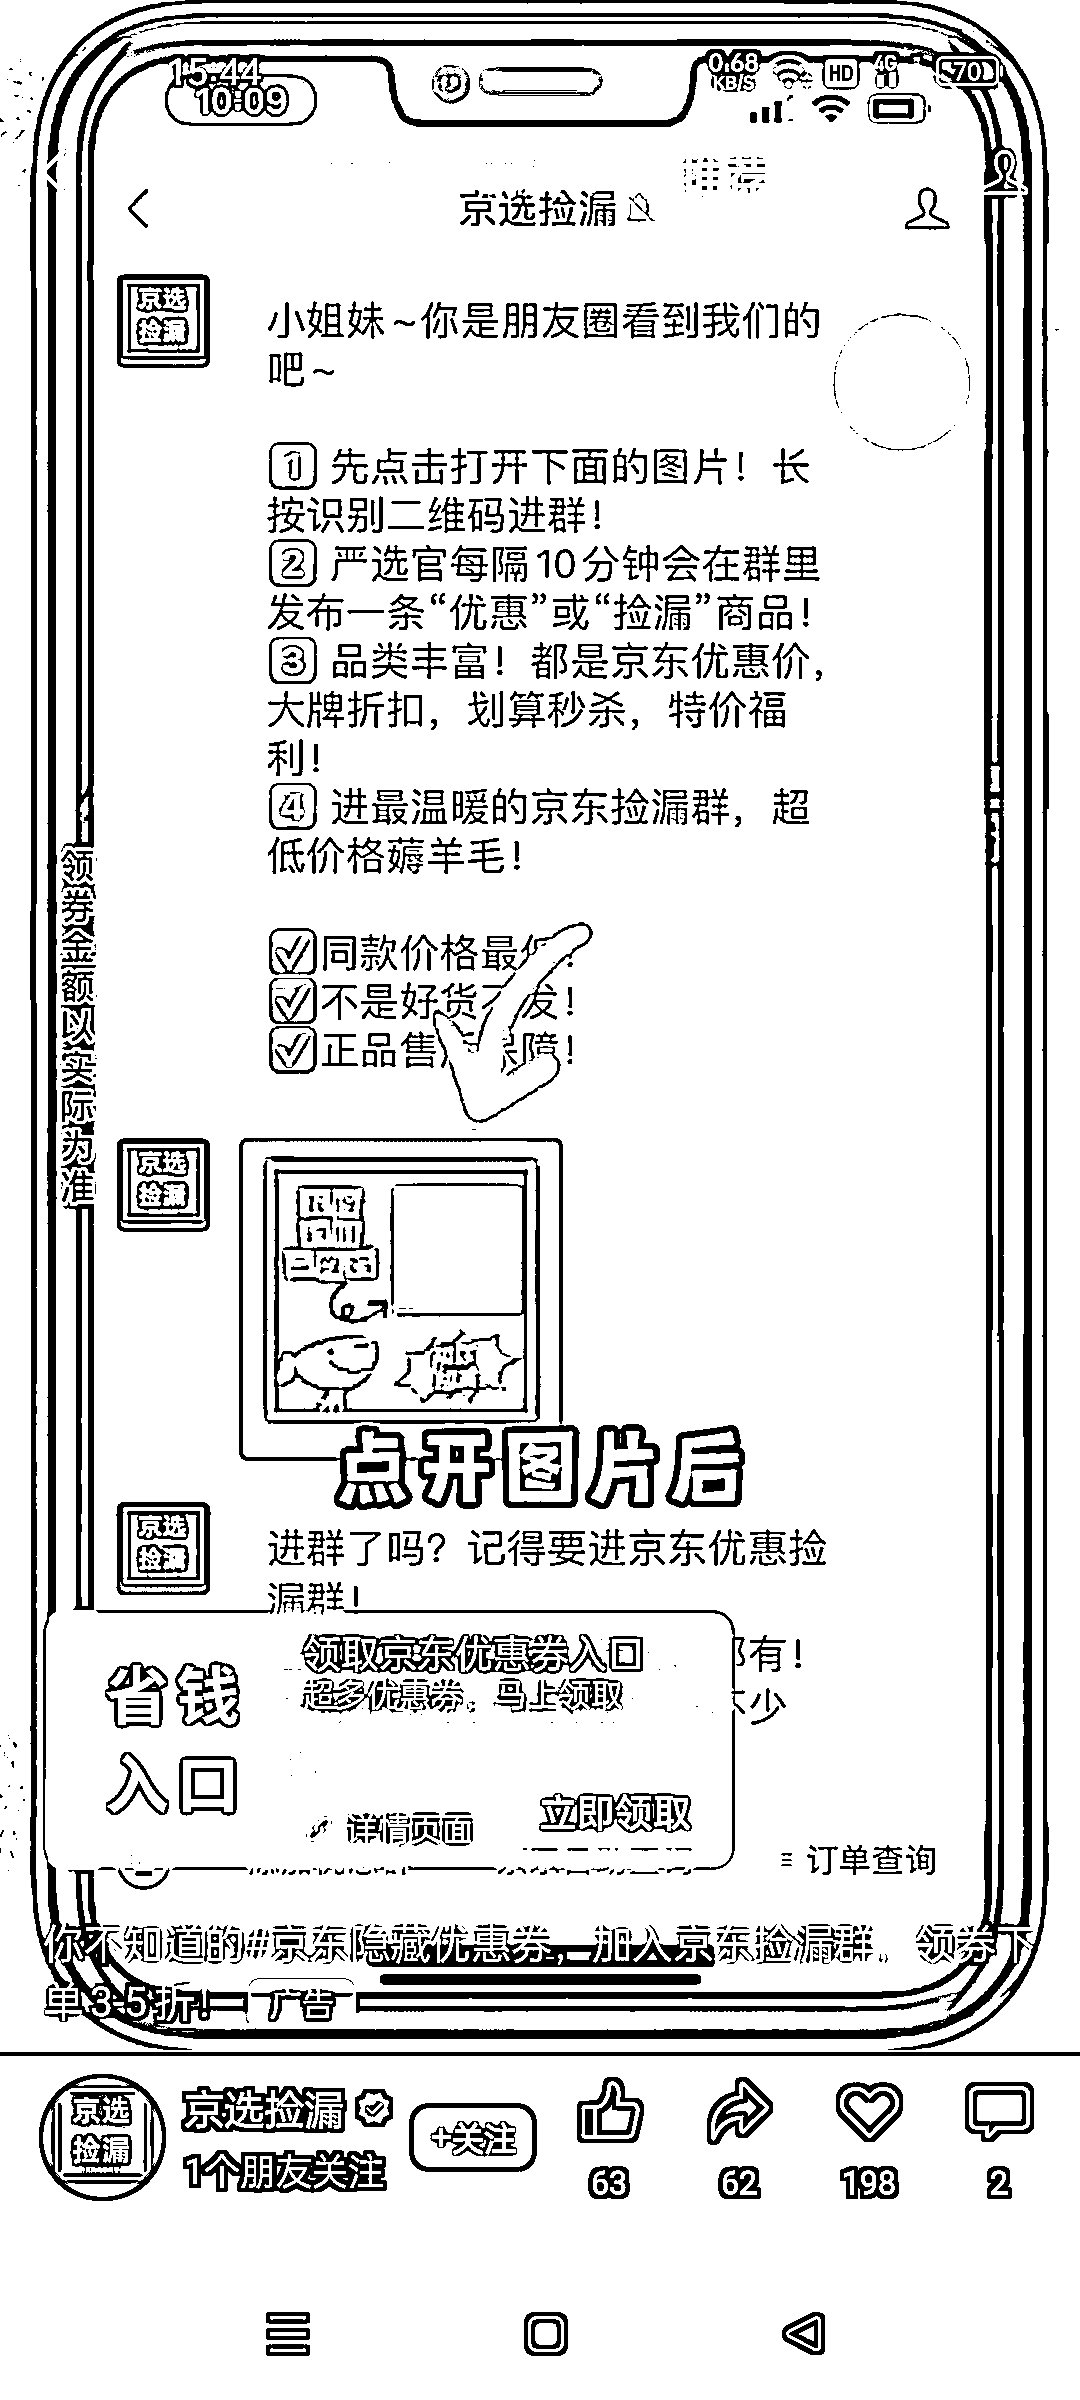 15:44
10:09
0.68 KB/S
HD
4G
70
推荐
京选捡漏
京选
捡漏
小姐妹~你是朋友圈看到我们的
吧~
1 先点击打开下面的图片！长
按识别二维码进群！
2 严选官每隔10分钟会在群里
发布一条“优惠”或“捡漏”商品！
3 品类丰富！都是京东优惠价，
大牌折扣，划算秒杀，特价福
利！
4 进最温暖的京东捡漏群，超
低价格薅羊毛！
领券金额以实际为准
同款价格最
不是好货不发！
正品售 保障！
京选
捡漏
点开图片后
京选
捡漏
进群了吗？记得要进京东优惠捡
漏群！
有！
不少
省钱
入口
领取京东优惠券入口
超多优惠券，马上领取
详情页面
立即领取
订单查询
你不知道的#京东隐藏优惠券，加入京东捡漏群。领券下
单3-5折！ 广告
京选
捡漏
京选捡漏
1个朋友关注
+关注
63
62
198
2